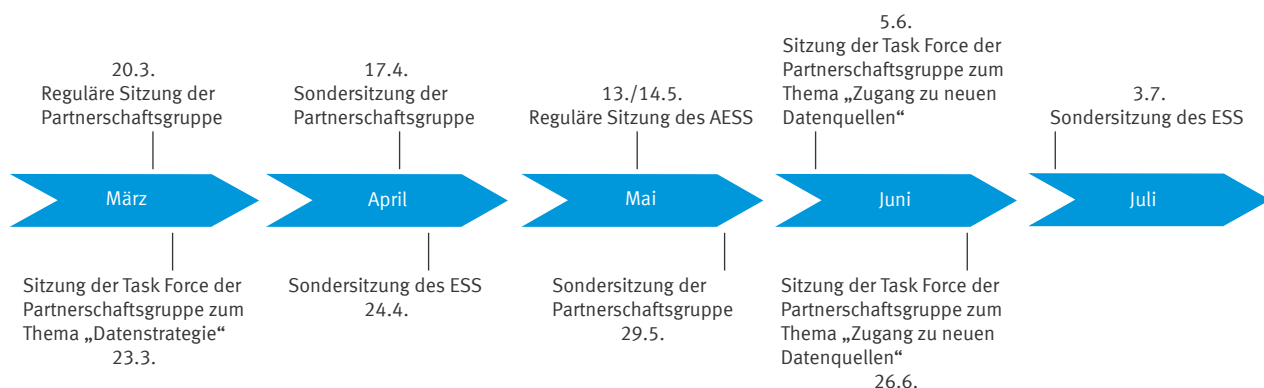 20.3.
Reguläre Sitzung der
Partnerschaftsgruppe
17.4.
Sondersitzung der
Partnerschaftsgruppe
13./14.5.
Reguläre Sitzung des AESS
5.6.
Sitzung der Task Force der
Partnerschaftsgruppe zum
Thema „Zugang zu neuen
Datenquellen“
3.7.
Sondersitzung des ESS
März
April
Mai
Juni
Juli
Sitzung der Task Force der
Partnerschaftsgruppe zum
Thema „Datenstrategie“
23.3.
Sondersitzung des ESS
24.4.
Sondersitzung der
Partnerschaftsgruppe
29.5.
Sitzung der Task Force der
Partnerschaftsgruppe zum
Thema „Zugang zu neuen
Datenquellen“
26.6.